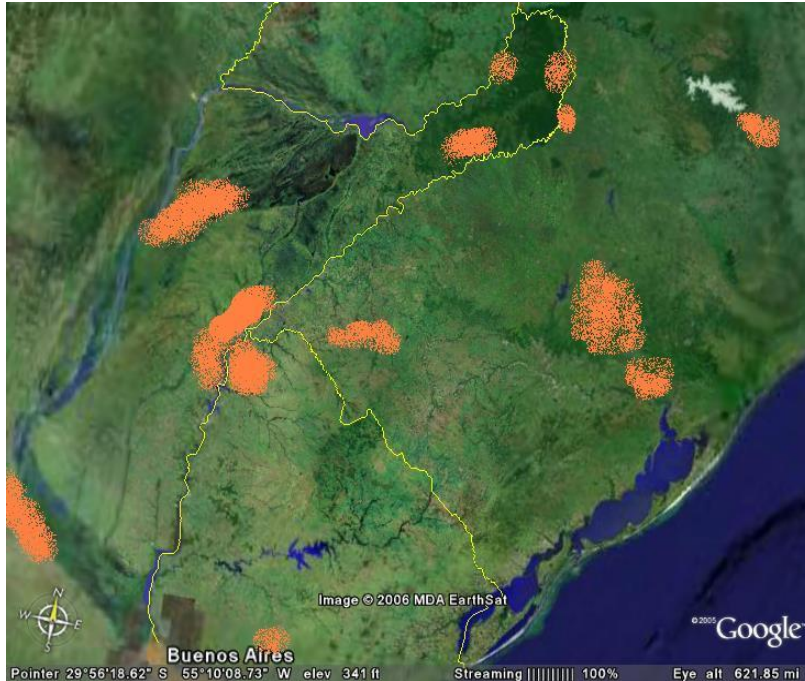 N
W E
S
Image © 2006 MDA EarthSat
©2005 Google™
Buenos Aires
Pointer 29°56'18.62" S 55°10'08.73" W elev 341 ft Streaming |||||||||| 100% Eye alt 621.85 mi